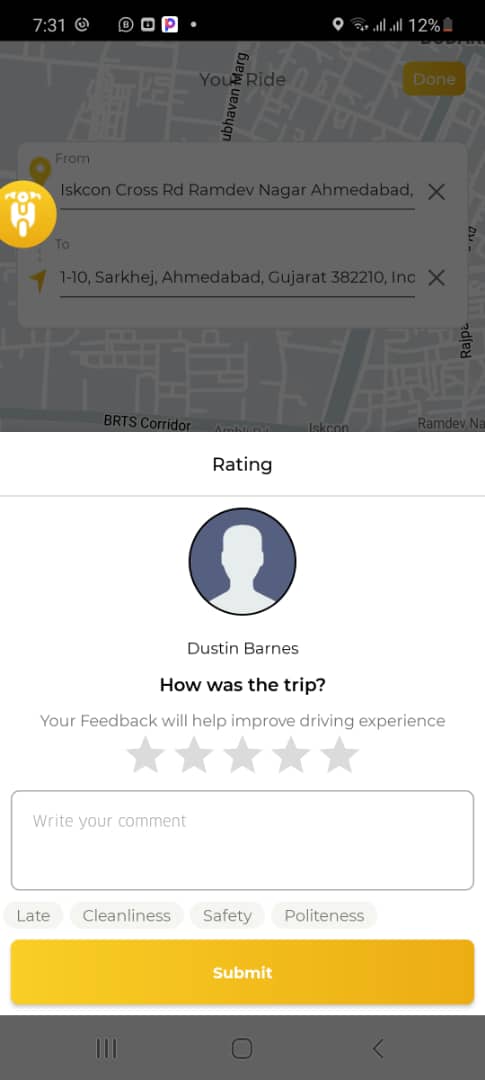 7:31
12%
Your Ride
Done
ubhavan Marg
From
Iskcon Cross Rd Ramdev Nagar Ahmedabad,
To
1-10, Sarkhej, Ahmedabad, Gujarat 382210, Inc
Rajpa
BRTS Corridor
Iskcon
Ramdev Na
Rating
Dustin Barnes
How was the trip?
Your Feedback will help improve driving experience
Write your comment
Late
Cleanliness
Safety
Politeness
Submit